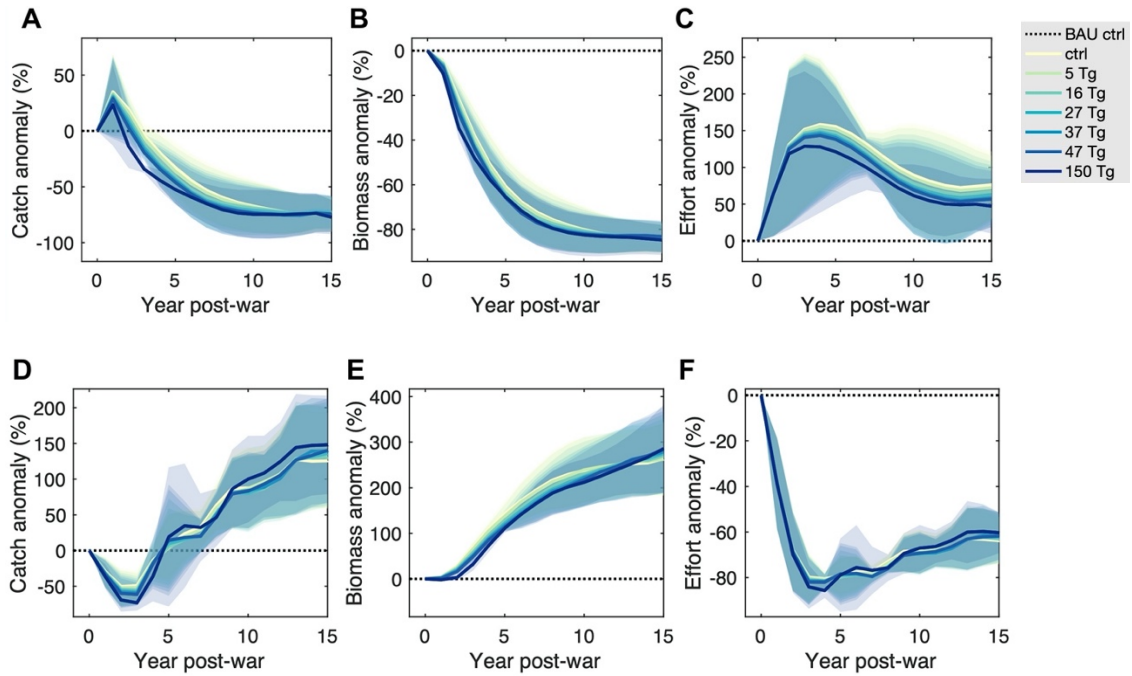 A
Catch anomaly (%)
50
0
-50
-100
0
5
10
15
Year post-war
B
Biomass anomaly (%)
0
-20
-40
-60
-80
0
5
10
15
Year post-war
C
Effort anomaly (%)
250
200
150
100
50
0
0
5
10
15
Year post-war
BAU ctrl
ctrl
5 Tg
16 Tg
27 Tg
37 Tg
47 Tg
150 Tg
D
Catch anomaly (%)
200
150
100
50
0
-50
0
5
10
15
Year post-war
E
Biomass anomaly (%)
400
300
200
100
0
0
5
10
15
Year post-war
F
Effort anomaly (%)
0
-20
-40
-60
-80
0
5
10
15
Year post-war